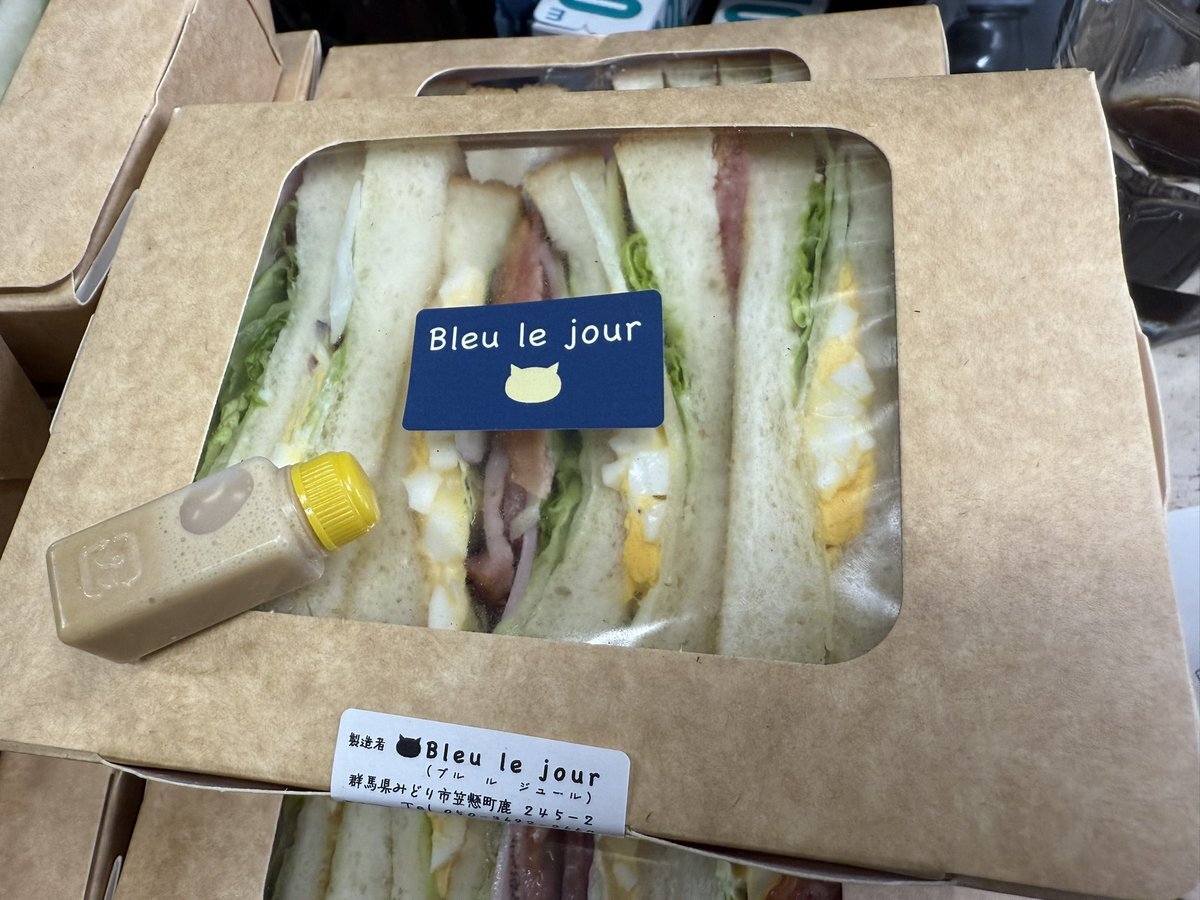 Bleu le jour
製造者 Bleu le jour
(ブル ル ジュール)
群馬県みどり市笠懸町鹿 245-2